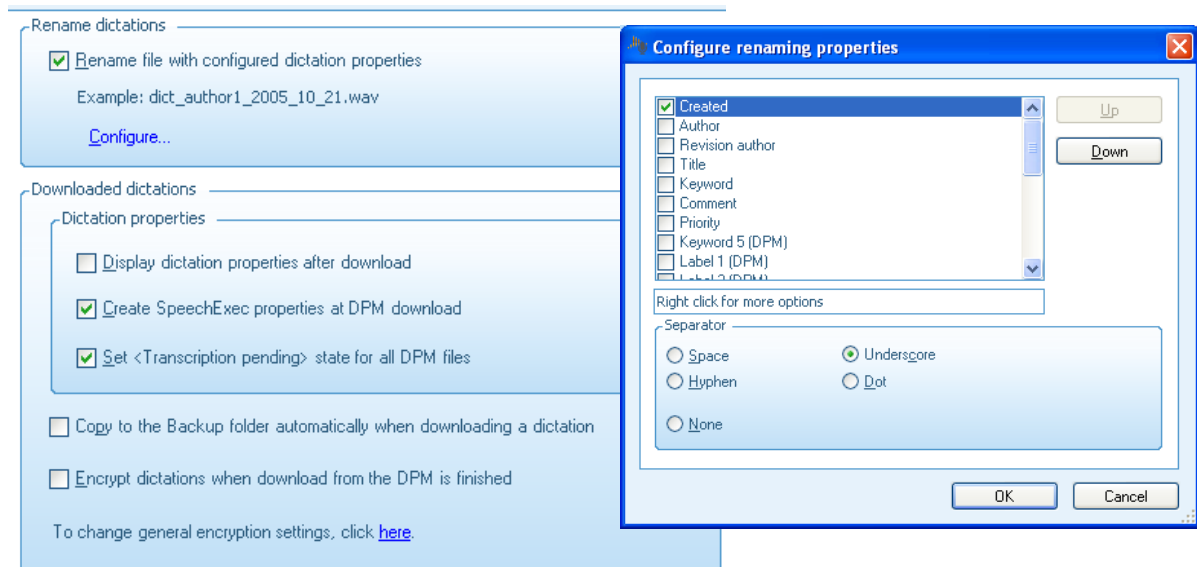 Rename dictations
Rename file with configured dictation properties
Example: dict_author1_2005_10_21.wav
Configure...
Downloaded dictations
Dictation properties
Display dictation properties after download
Create SpeechExec properties at DPM download
Set <Transcription pending> state for all DPM files
Copy to the Backup folder automatically when downloading a dictation
Encrypt dictations when download from the DPM is finished
To change general encryption settings, click here.
Configure renaming properties
Created
Author
Revision author
Title
Keyword
Comment
Priority
Keyword 5 (DPM)
Label 1 (DPM)
Label 2 (DPM)
Up
Down
Right click for more options
Separator
Space
Underscore
Hyphen
Dot
None
OK
Cancel